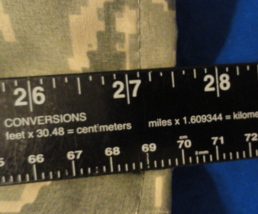 26 27 28
CONVERSIONS
feet x 30.48 = centimeters miles x 1.609344 = kilome
66 67 68 69 70 71 72